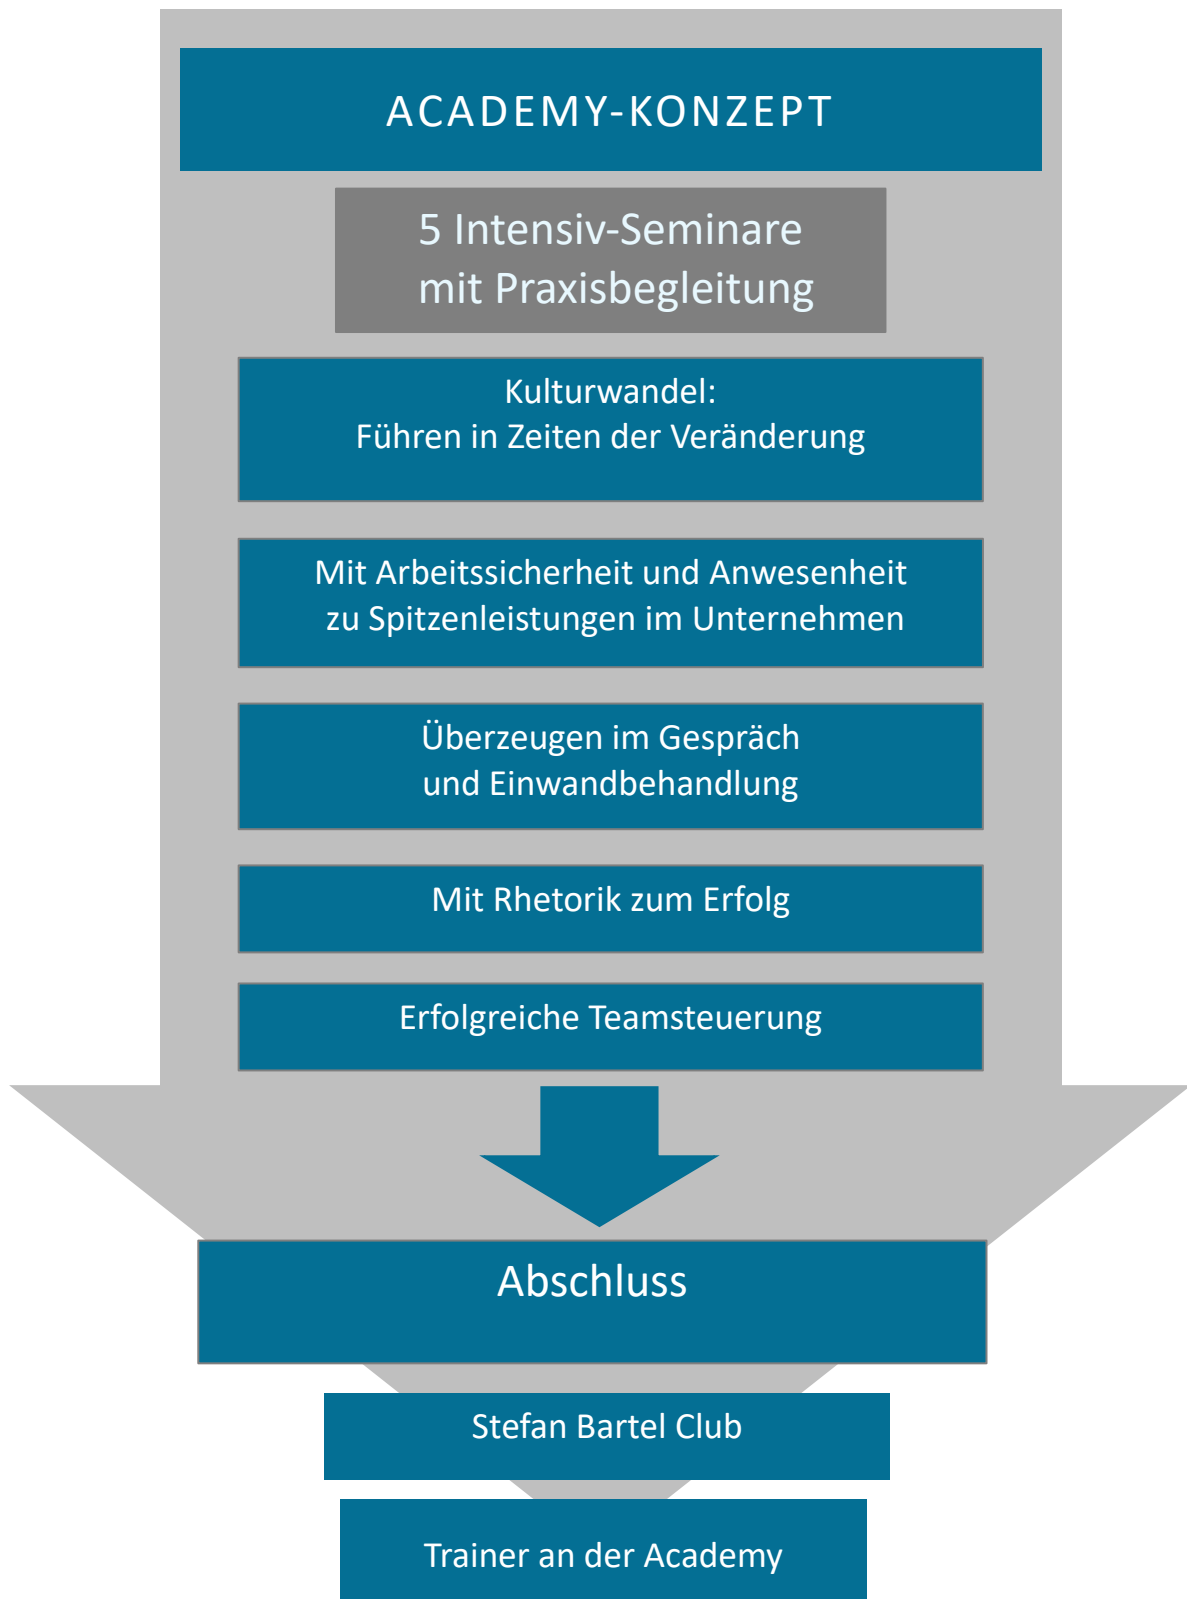 ACADEMY-KONZEPT
5 Intensiv-Seminare
mit Praxisbegleitung
Kulturwandel:
Führen in Zeiten der Veränderung
Mit Arbeitssicherheit und Anwesenheit
zu Spitzenleistungen im Unternehmen
Überzeugen im Gespräch
und Einwandbehandlung
Mit Rhetorik zum Erfolg
Erfolgreiche Teamsteuerung
Abschluss
Stefan Bartel Club
Trainer an der Academy